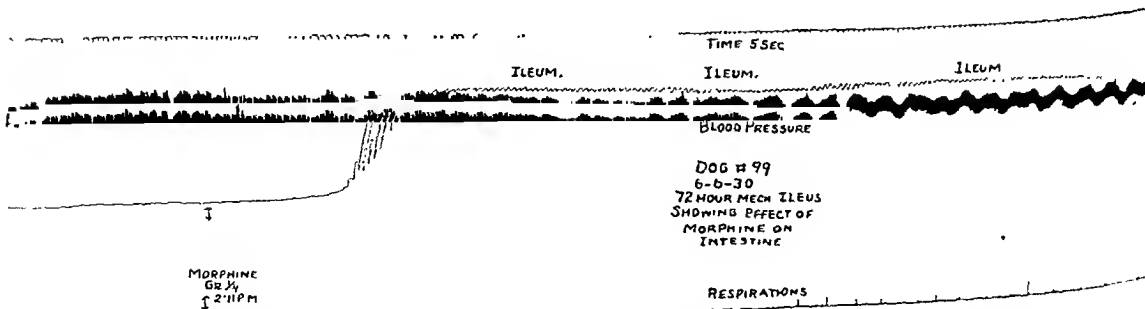 TIME 5 SEC
ILEUM. ILEUM. ILEUM
BLOOD PRESSURE
DOG # 99
6-6-30
72 HOUR MECH ILEUS
SHOWING EFFECT OF
MORPHINE ON
INTESTINE
MORPHINE
GR 1/4
2:11 PM
RESPIRATIONS